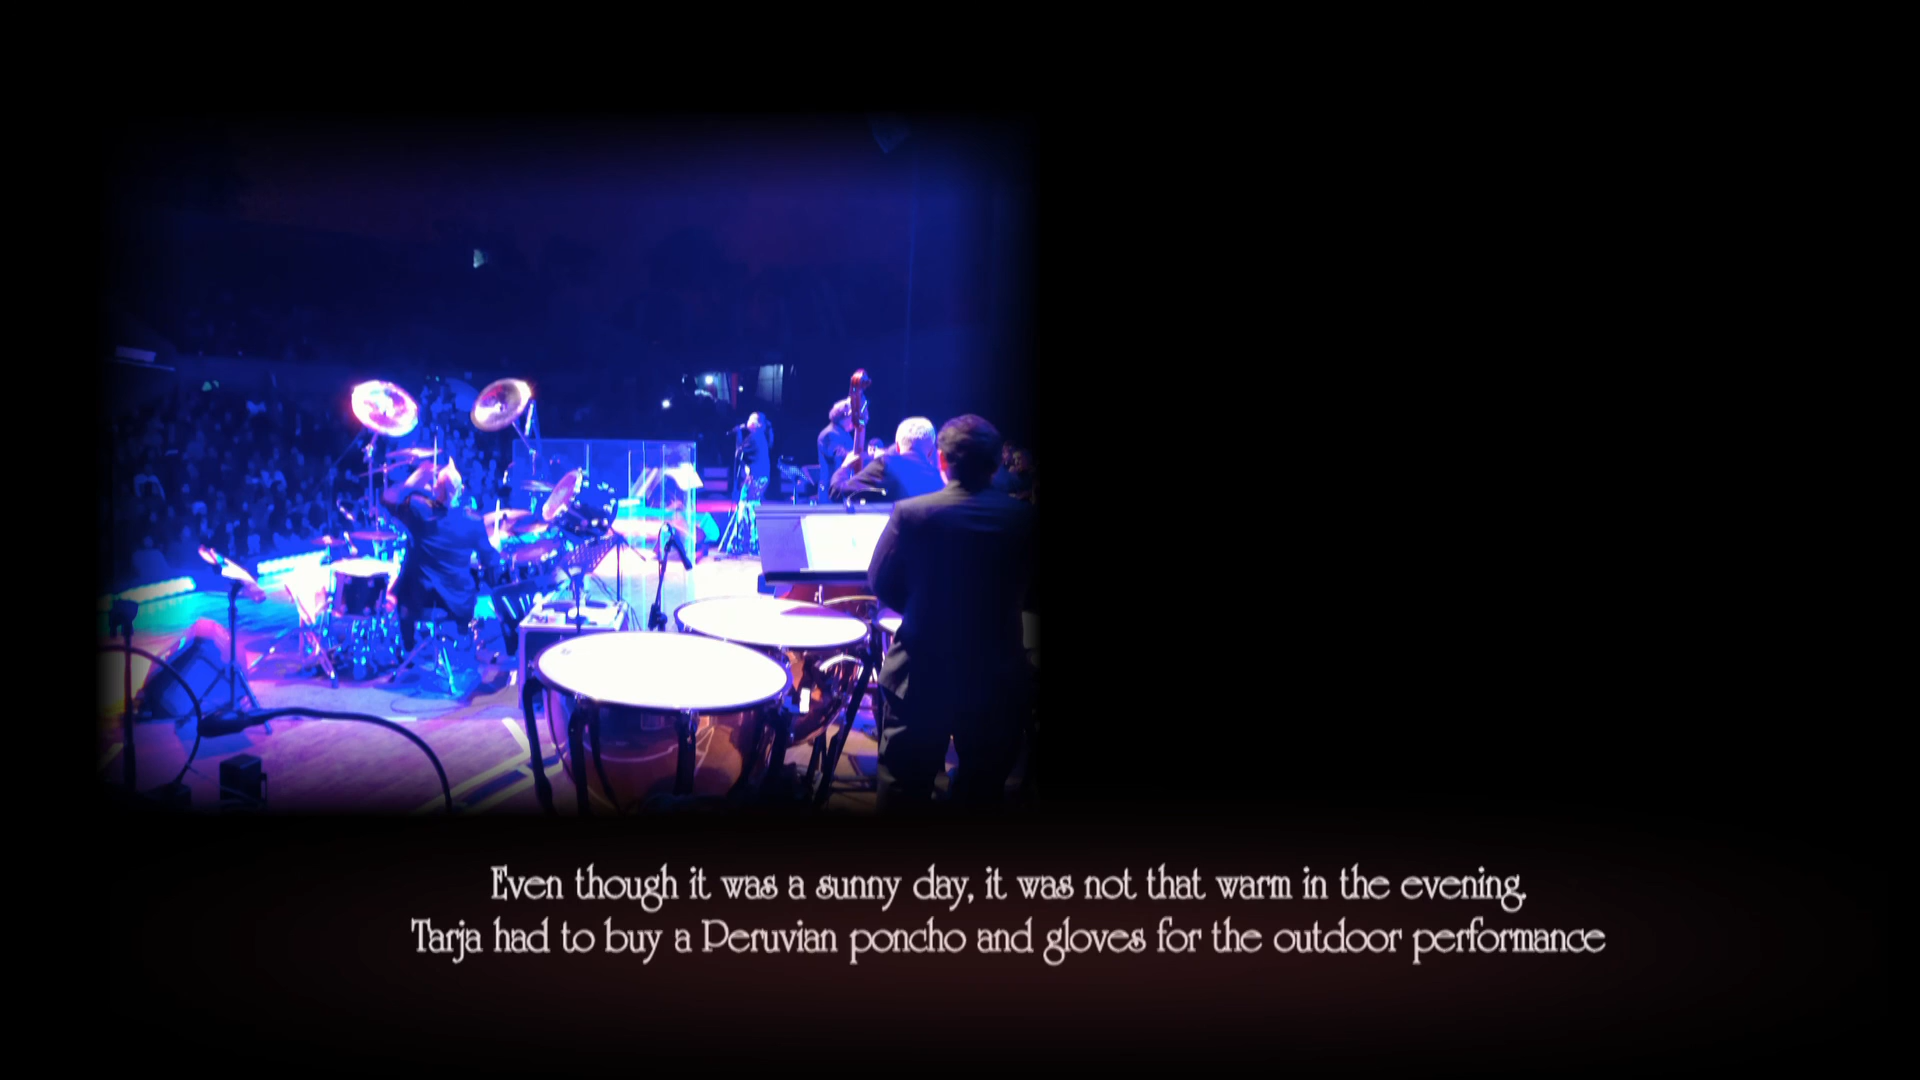 Even though it was a sunny day, it was not that warm in the evening.
Tarja had to buy a Peruvian poncho and gloves for the outdoor performance